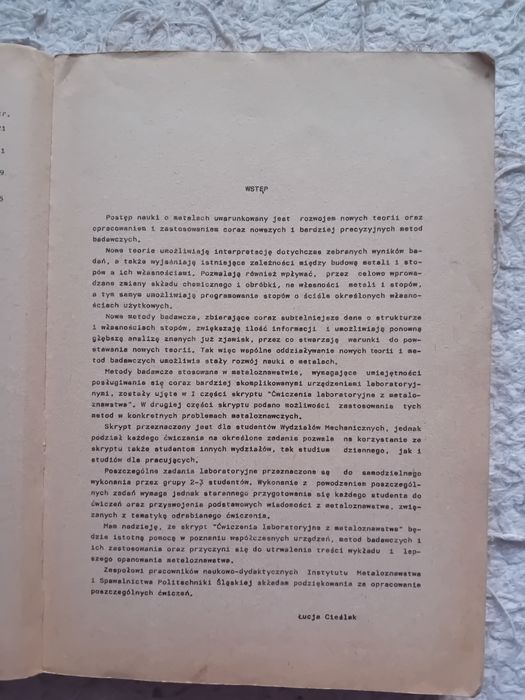 WSTĘP
Postęp nauki o metalach uwarunkowany jest rozwojem nowych teorii oraz
opracowaniem i zastosowaniem coraz nowszych i bardziej precyzyjnych metod
badawczych.
Nowe teorie umożliwiają interpretację dotychczas zebranych wyników ba-
dań, a także wyjaśniają istniejące zależności między budową metali i sto-
pów a ich własnościami. Pozwalają również wpływać, przez celowo wprowa-
dzane zmiany składu chemicznego i obróbki, na własności metali i stopów,
a tym samym umożliwiają programowanie stopów o ściśle określonych własno-
ściach użytkowych.
Nowe metody badawcze, zbierające coraz subtelniejsze dane o strukturze
i własnościach stopów, zwiększają ilość informacji i umożliwiają ponowną
głębszą analizę znanych już zjawisk, przez co stwarzają warunki do pow-
stawania nowych teorii. Tak więc wspólne oddziaływanie nowych teorii i me-
tod badawczych umożliwia stały rozwój nauki o metalach.
Metody badawcze stosowane w metaloznawstwie, wymagające umiejętności
posługiwania się coraz bardziej skomplikowanymi urządzeniami laboratoryj-
nymi, zostały ujęte w I części skryptu "Ćwiczenia laboratoryjne z metalo-
znawstwa". W drugiej części skryptu podano możliwości zastosowania tych
metod w konkretnych problemach metaloznawczych.
Skrypt przeznaczony jest dla studentów Wydziałów Mechanicznych, jednak
podział każdego ćwiczenia na określone zadania pozwala na korzystanie ze
skryptu także studentom innych wydziałów, tak studium dziennego, jak i
studiów dla pracujących.
Poszczególne zadania laboratoryjne przeznaczone są do samodzielnego
wykonania przez grupy 2-3 studentów. Wykonanie z powodzeniem poszczegól-
nych zadań wymaga jednak starannego przygotowania się każdego studenta do
ćwiczeń oraz przyswojenia podstawowych wiadomości z metaloznawstwa, zwią-
zanych z tematyką odrabianego ćwiczenia.
Mam nadzieję, że skrypt "Ćwiczenia laboratoryjne z metaloznawstwa" bę-
dzie istotną pomocą w poznaniu współczesnych urządzeń, metod badawczych i
ich zastosowania oraz przyczyni się do utrwalenia treści wykładu i lep-
szego opanowania metaloznawstwa.
Zespołowi pracowników naukowo-dydaktycznych Instytutu Metaloznawstwa
i Spawalnictwa Politechniki Śląskiej składam podziękowania za opracowanie
poszczególnych ćwiczeń.
Łucja Cieślak